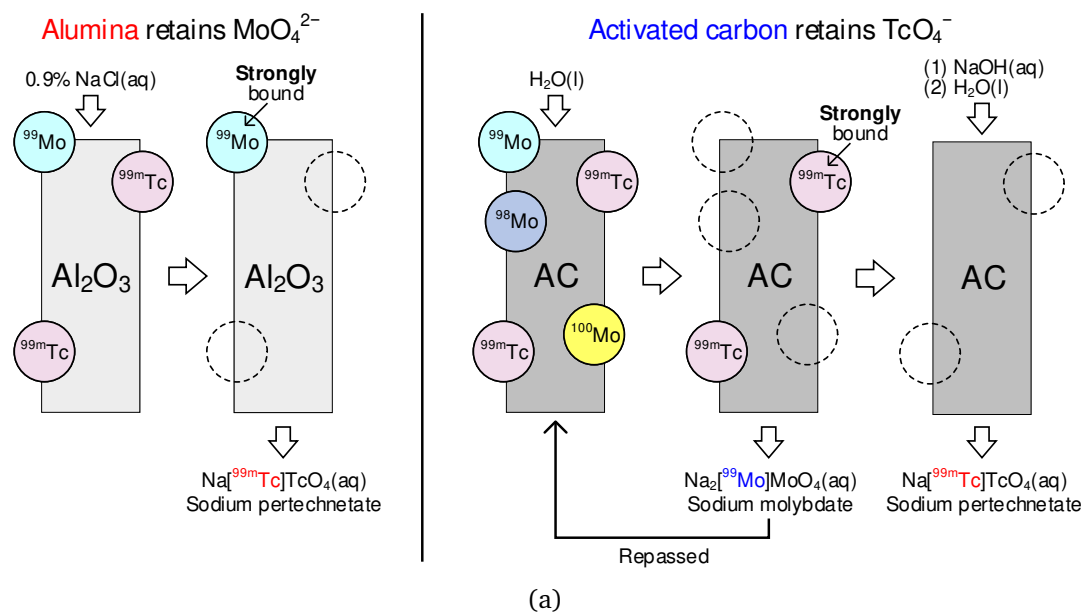 Alumina retains MoO₄²⁻
0.9% NaCl(aq)
Strongly
bound
⁹⁹Mo
⁹⁹Mo
⁹⁹ᵐTc
Al₂O₃
Al₂O₃
⁹⁹ᵐTc
Na[⁹⁹ᵐTc]TcO₄(aq)
Sodium pertechnetate
Activated carbon retains TcO₄⁻
H₂O(l)
(1) NaOH(aq)
(2) H₂O(l)
Strongly
bound
⁹⁹Mo
⁹⁹ᵐTc
⁹⁹ᵐTc
⁹⁸Mo
AC
AC
AC
¹⁰⁰Mo
⁹⁹ᵐTc
⁹⁹ᵐTc
Na₂[⁹⁹Mo]MoO₄(aq)
Sodium molybdate
Na[⁹⁹ᵐTc]TcO₄(aq)
Sodium pertechnetate
Repassed
(a)